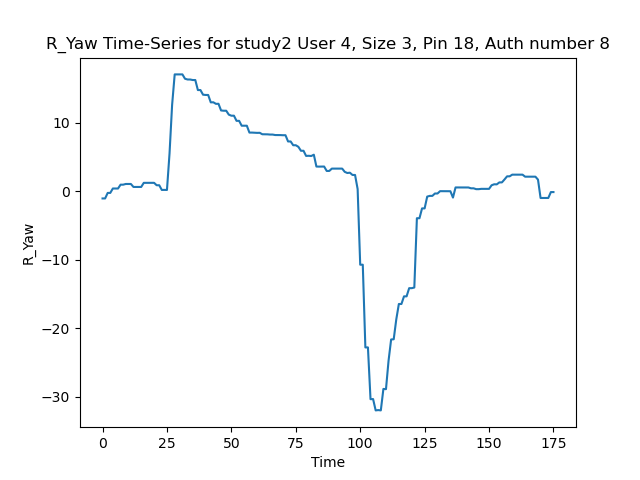 R_Yaw Time-Series for study2 User 4, Size 3, Pin 18, Auth number 8
10
0
−10
−20
−30
R_Yaw
0 25 50 75 100 125 150 175
Time